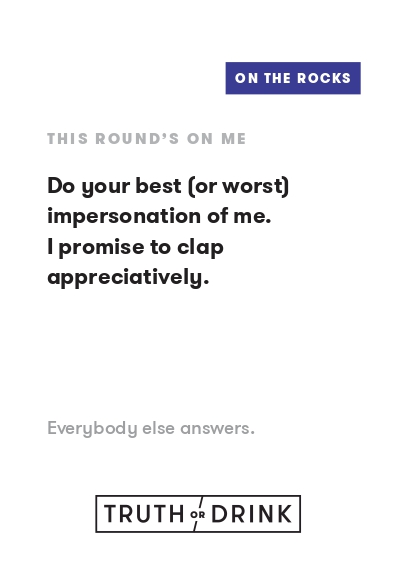 ON THE ROCKS
THIS ROUND'S ON ME
Do your best (or worst)
impersonation of me.
I promise to clap
appreciatively.
Everybody else answers.
TRUTH OR DRINK